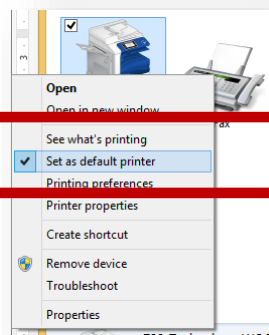 Open
Open in new window
ax
See what's printing
Set as default printer
Printing preferences
Printer properties
Create shortcut
Remove device
Troubleshoot
Properties